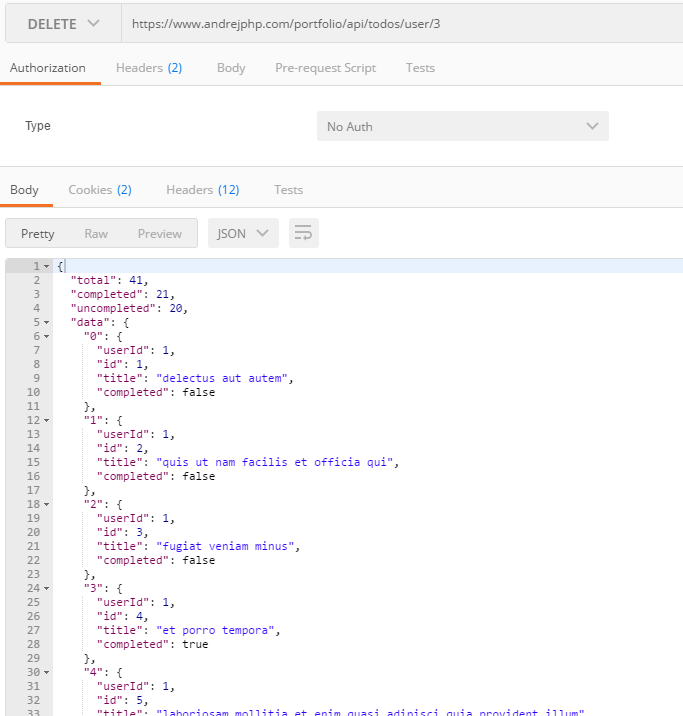 DELETE https://www.andrejphp.com/portfolio/api/todos/user/3
Authorization Headers (2) Body Pre-request Script Tests
Type No Auth
Body Cookies (2) Headers (12) Tests
Pretty Raw Preview JSON
1 {
2 "total": 41,
3 "completed": 21,
4 "uncompleted": 20,
5 "data": {
6 "0": {
7 "userId": 1,
8 "id": 1,
9 "title": "delectus aut autem",
10 "completed": false
11 },
12 "1": {
13 "userId": 1,
14 "id": 2,
15 "title": "quis ut nam facilis et officia qui",
16 "completed": false
17 },
18 "2": {
19 "userId": 1,
20 "id": 3,
21 "title": "fugiat veniam minus",
22 "completed": false
23 },
24 "3": {
25 "userId": 1,
26 "id": 4,
27 "title": "et porro tempora",
28 "completed": true
29 },
30 "4": {
31 "userId": 1,
32 "id": 5,
33 "title": "laboriosam mollitia et enim quasi adipisci quia provident illum"